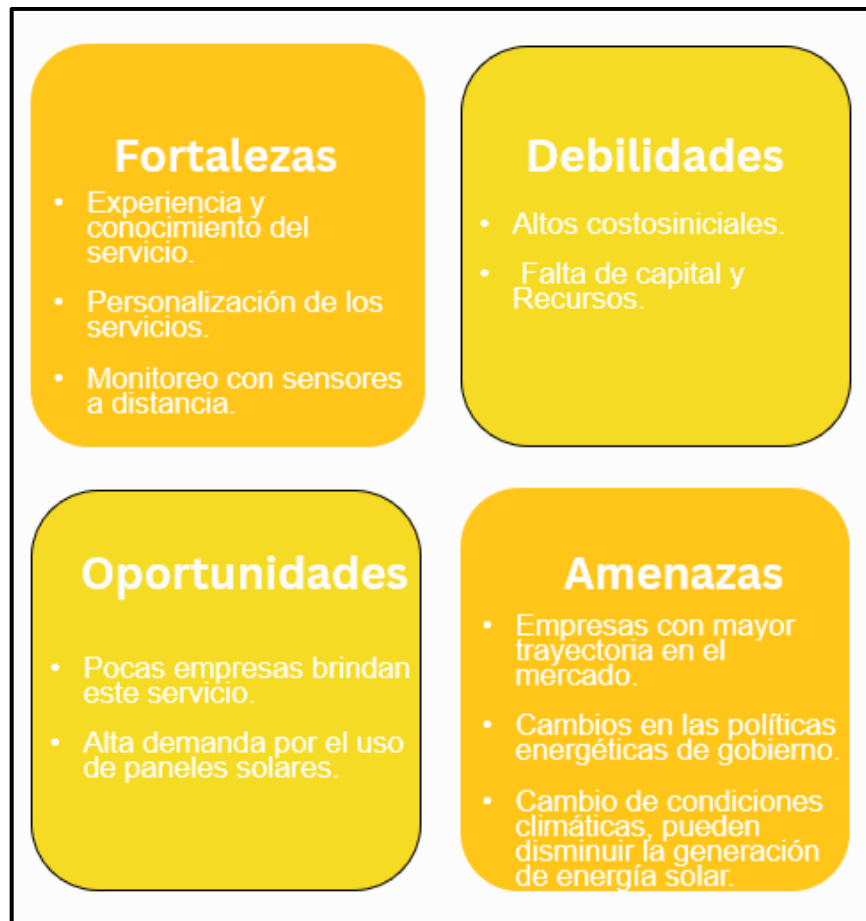 Fortalezas
• Experiencia y
conocimiento del
servicio.
• Personalización de los
servicios.
• Monitoreo con sensores
a distancia.
Debilidades
• Altos costosiniciales.
• Falta de capital y
Recursos.
Oportunidades
• Pocas empresas brindan
este servicio.
• Alta demanda por el uso
de paneles solares.
Amenazas
• Empresas con mayor
trayectoria en el
mercado.
• Cambios en las políticas
energéticas de gobierno.
• Cambio de condiciones
climáticas, pueden
disminuir la generación
de energía solar.